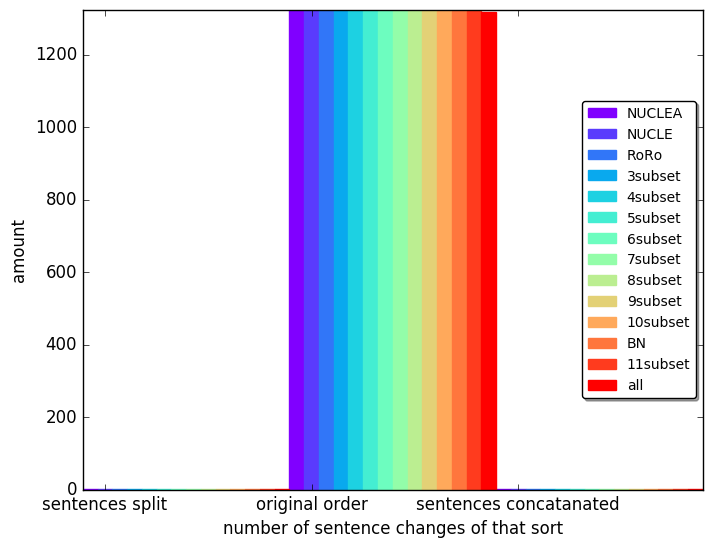 1200
1000
800
600
400
200
0
amount
sentences split
original order
sentences concatanated
number of sentence changes of that sort
NUCLEA
NUCLE
RoRo
3subset
4subset
5subset
6subset
7subset
8subset
9subset
10subset
BN
11subset
all